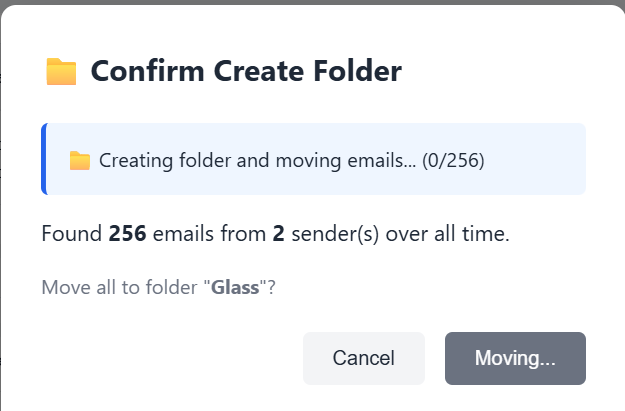 Confirm Create Folder
Creating folder and moving emails... (0/256)
Found 256 emails from 2 sender(s) over all time.
Move all to folder "Glass"?
Cancel
Moving...